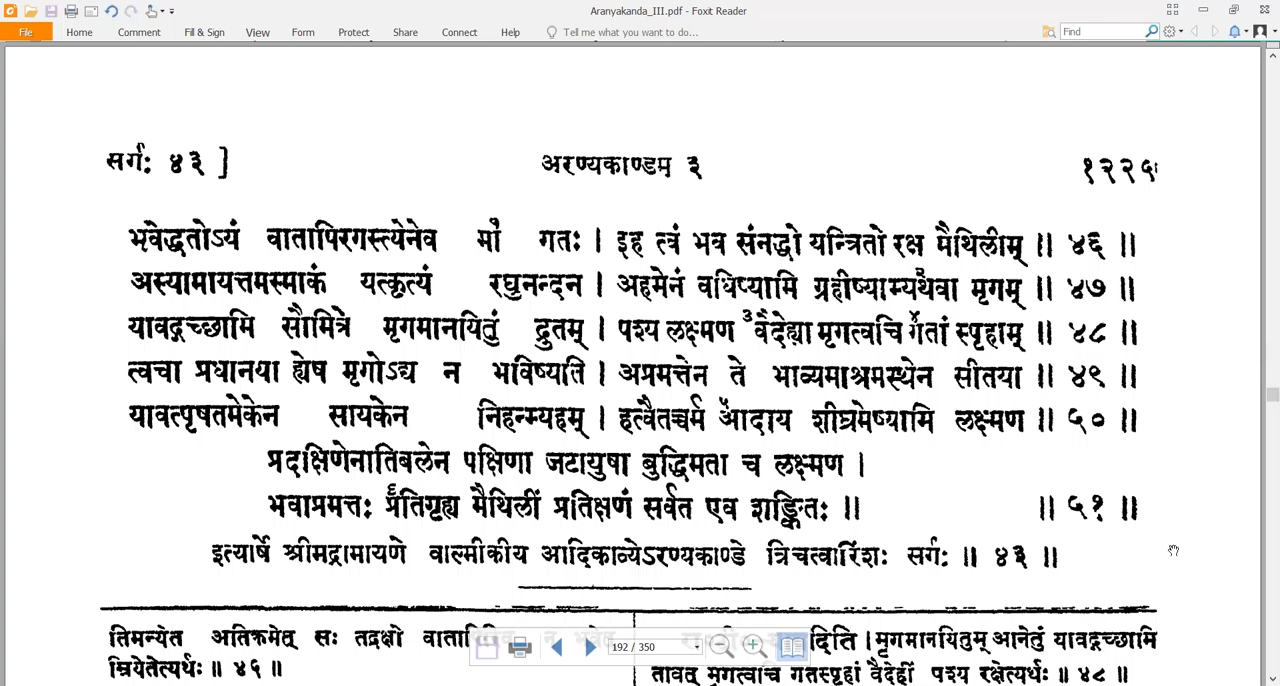 Aranyakanda_III.pdf - Foxit Reader
File Home Comment Fill & Sign View Form Protect Share Connect Help Tell me what you want to do... Find
सर्गः ४३ ] अरण्यकाण्डम् ३ १२२५
भवेद्धतोऽयं वातापिरगस्त्येनेव मां गतः । इह त्वं भव संनद्धो यन्त्रितो रक्ष मैथिलीम् ॥ ४६ ॥
अस्यामायत्तमस्माकं यत्कृत्यं रघुनन्दन । अहमेनं वधिष्यामि ग्रहीष्याम्यथवा मृगम् ॥ ४७ ॥
यावद्गच्छामि सौमित्रे मृगमानयितुं द्रुतम् । पश्य लक्ष्मण वैदेह्या मृगत्वचि गतां स्पृहाम् ॥ ४८ ॥
त्वचा प्रधानया ह्येष मृगोऽद्य न भविष्यति । अप्रमत्तेन ते भाव्यमाश्रमस्थेन सीतया ॥ ४९ ॥
यावत्पृषतमेकेन सायकेन निहन्म्यहम् । हत्वैतच्चर्म आदाय शीघ्रमेष्यामि लक्ष्मण ॥ ५० ॥
प्रदक्षिणेनातिबलेन पक्षिणा जटायुषा बुद्धिमता च लक्ष्मण ।
भवाप्रमत्तः प्रतिगृह्य मैथिलीं प्रतिक्षणं सर्वत एव शङ्कितः ॥ ॥ ५१ ॥
इत्यार्षे श्रीमद्रामायणे वाल्मीकीय आदिकाव्येऽरण्यकाण्डे त्रिचत्वारिंशः सर्गः ॥ ४३ ॥
तिमन्येत अतिक्रमेत् सः तद्रक्षो
म्रियेतेत्यर्थः ॥ ४६ ॥
दिति । मृगमानयितुम् आनेतुं यावद्गच्छामि
तावत् मृगत्वचि गतस्पृहां वैदेहीं पश्य रक्षेत्यर्थः ॥ ४८ ॥
192 / 350